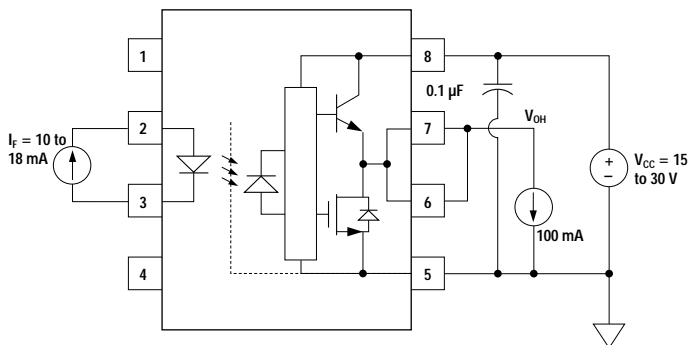 1
8
0.1 µF
I_F = 10 to
18 mA
2
7
V_OH
V_CC = 15
to 30 V
+
–
3
6
100 mA
4
5